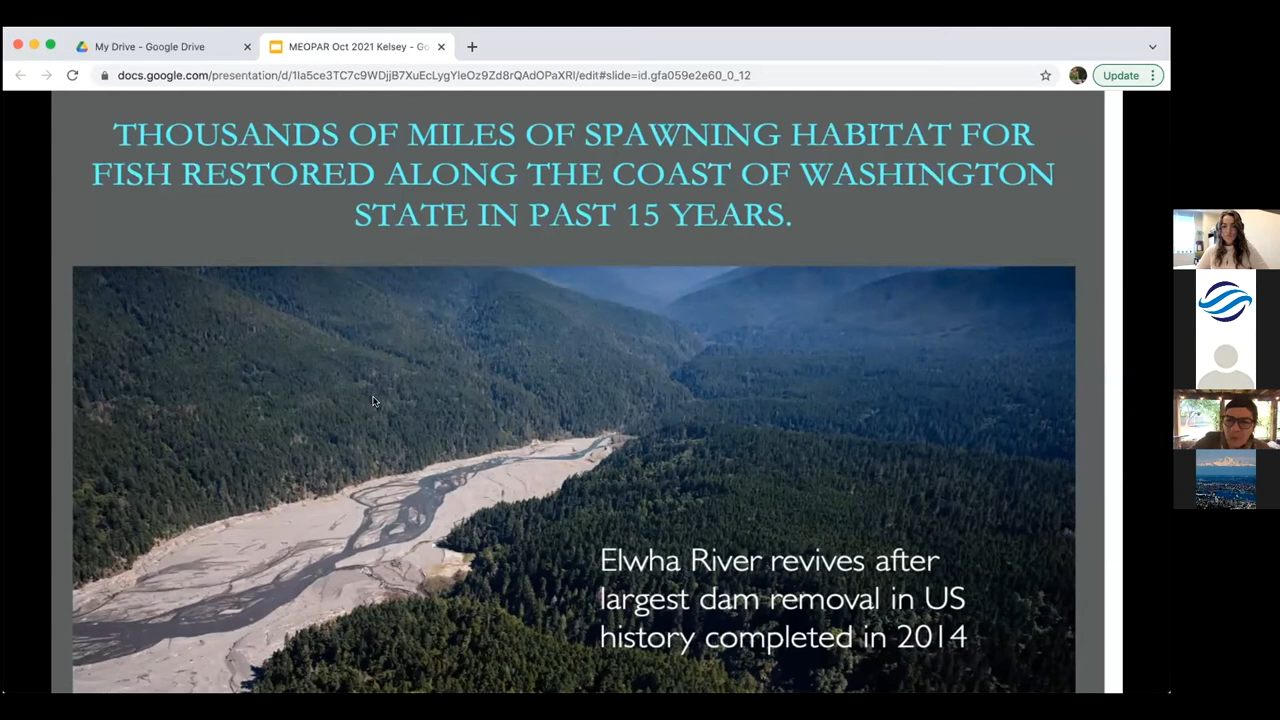 My Drive - Google Drive
MEOPAR Oct 2021 Kelsey - Go
docs.google.com/presentation/d/1Ia5ce3TC7c9WDjjB7XuEcLygYleOz9Zd8rQAdOPaXRI/edit#slide=id.gfa059e2e60_0_12
Update
THOUSANDS OF MILES OF SPAWNING HABITAT FOR
FISH RESTORED ALONG THE COAST OF WASHINGTON
STATE IN PAST 15 YEARS.
Elwha River revives after
largest dam removal in US
history completed in 2014